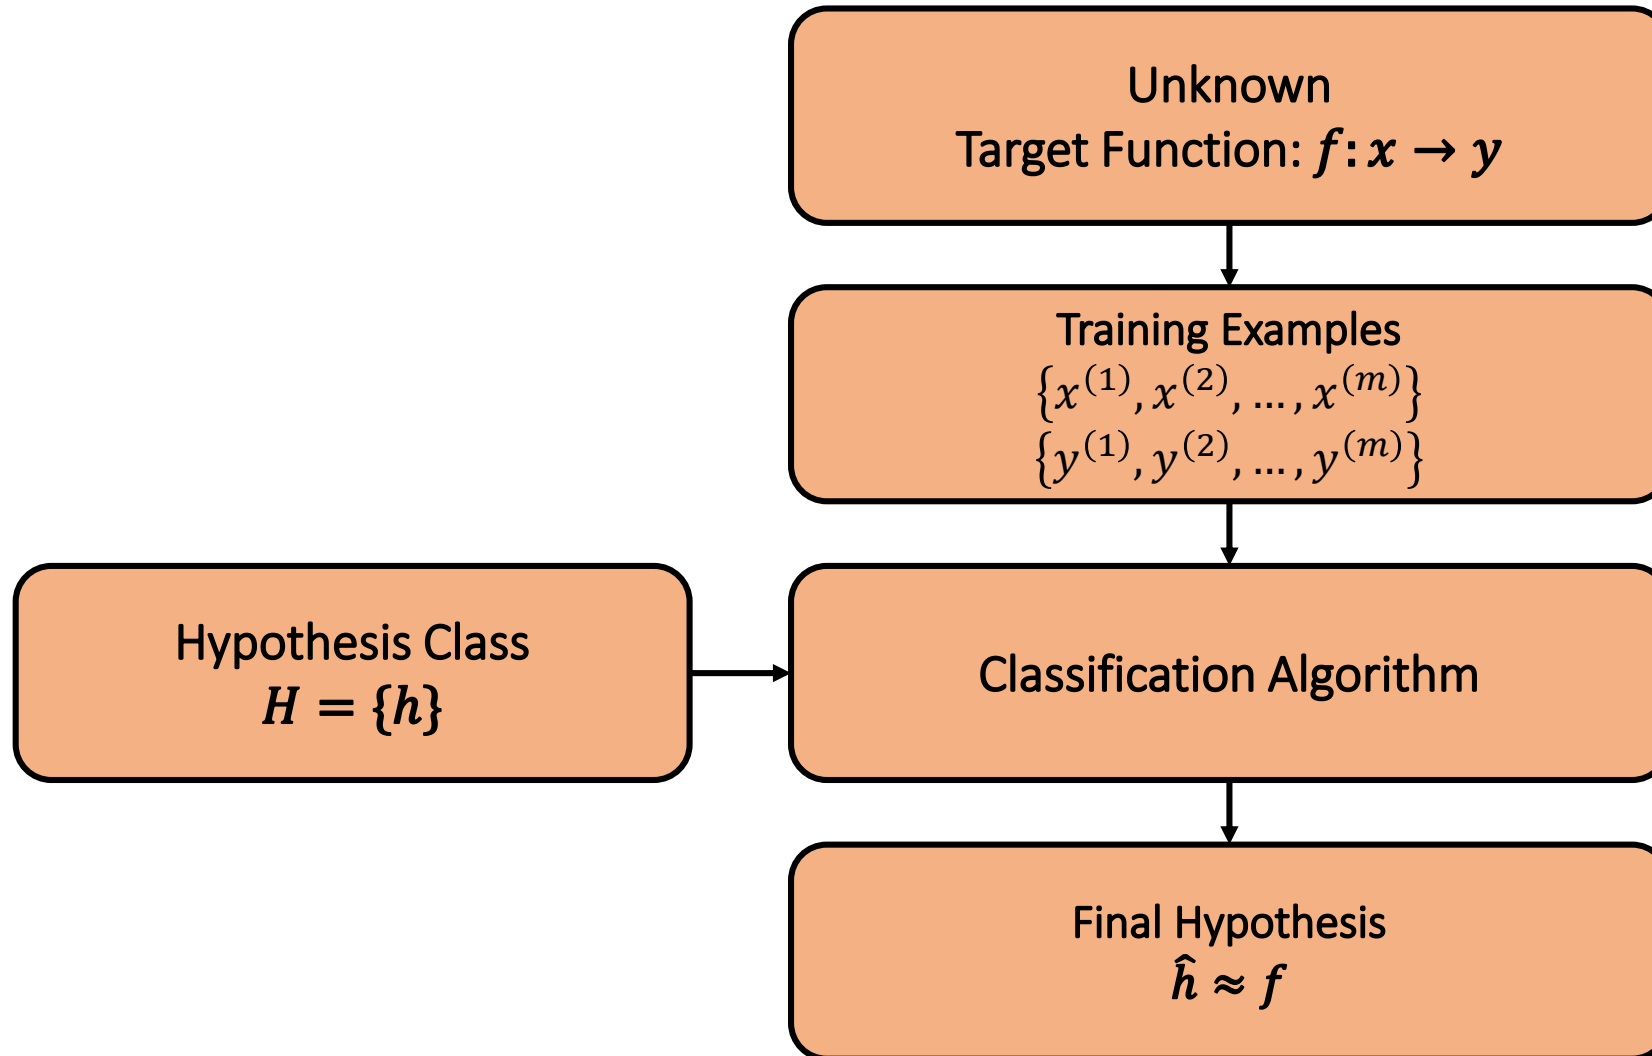 Unknown
Target Function: f: x → y
Training Examples
{x⁽¹⁾, x⁽²⁾, … , x⁽ᵐ⁾}
{y⁽¹⁾, y⁽²⁾, … , y⁽ᵐ⁾}
Hypothesis Class
H = {h}
Classification Algorithm
Final Hypothesis
ĥ ≈ f